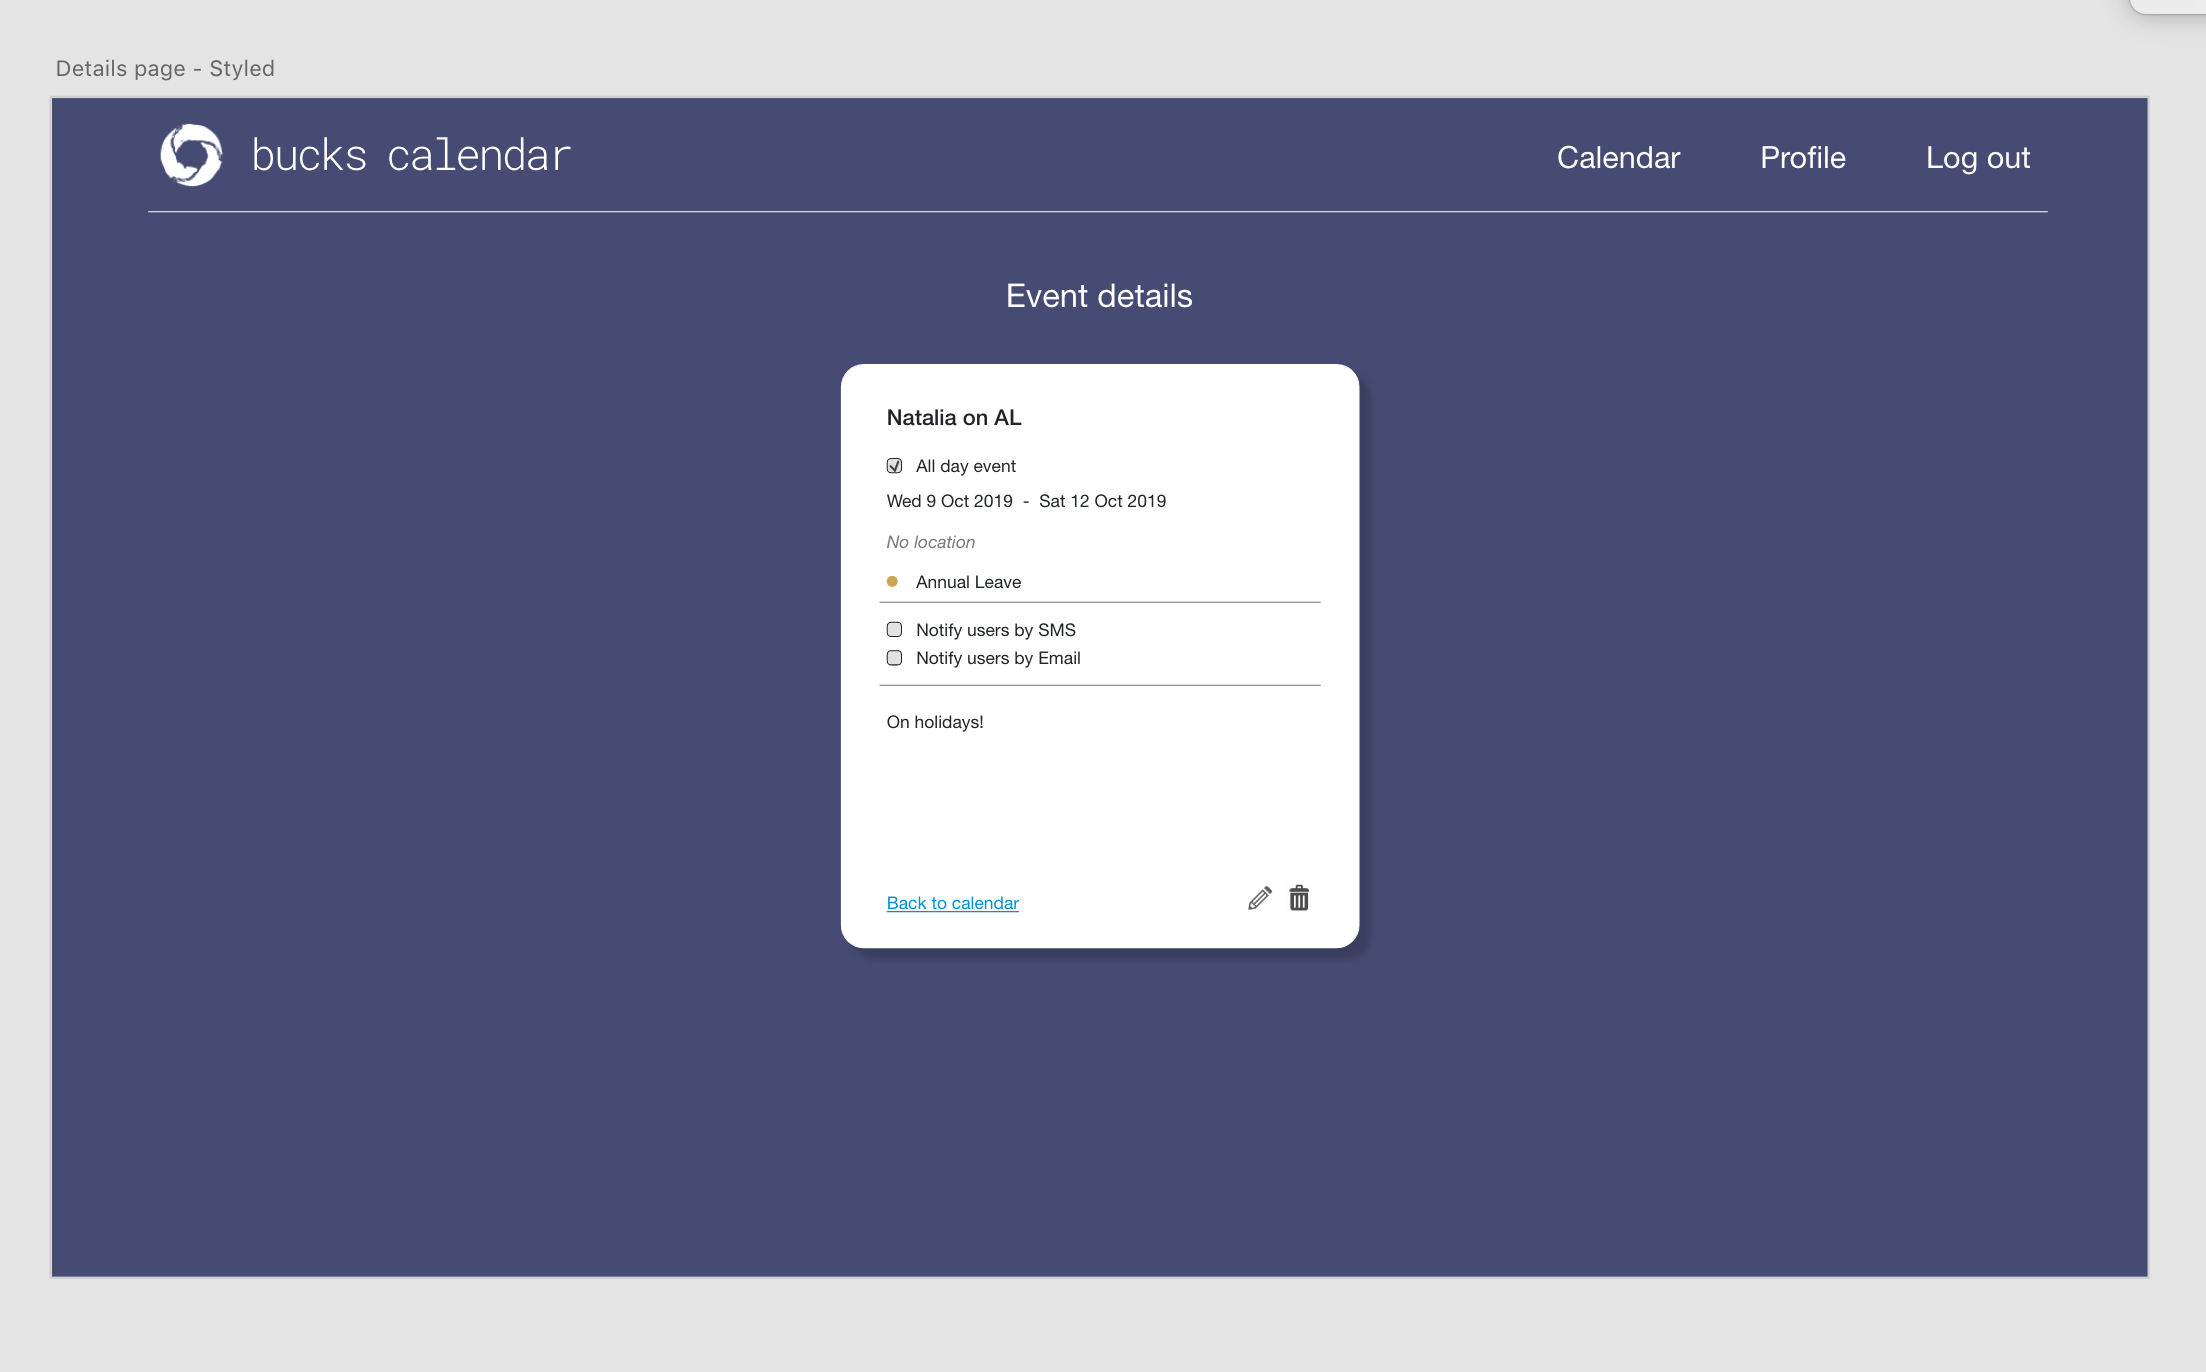 Details page - Styled
bucks calendar
Calendar Profile Log out
Event details
Natalia on AL
All day event
Wed 9 Oct 2019 - Sat 12 Oct 2019
No location
Annual Leave
Notify users by SMS
Notify users by Email
On holidays!
Back to calendar